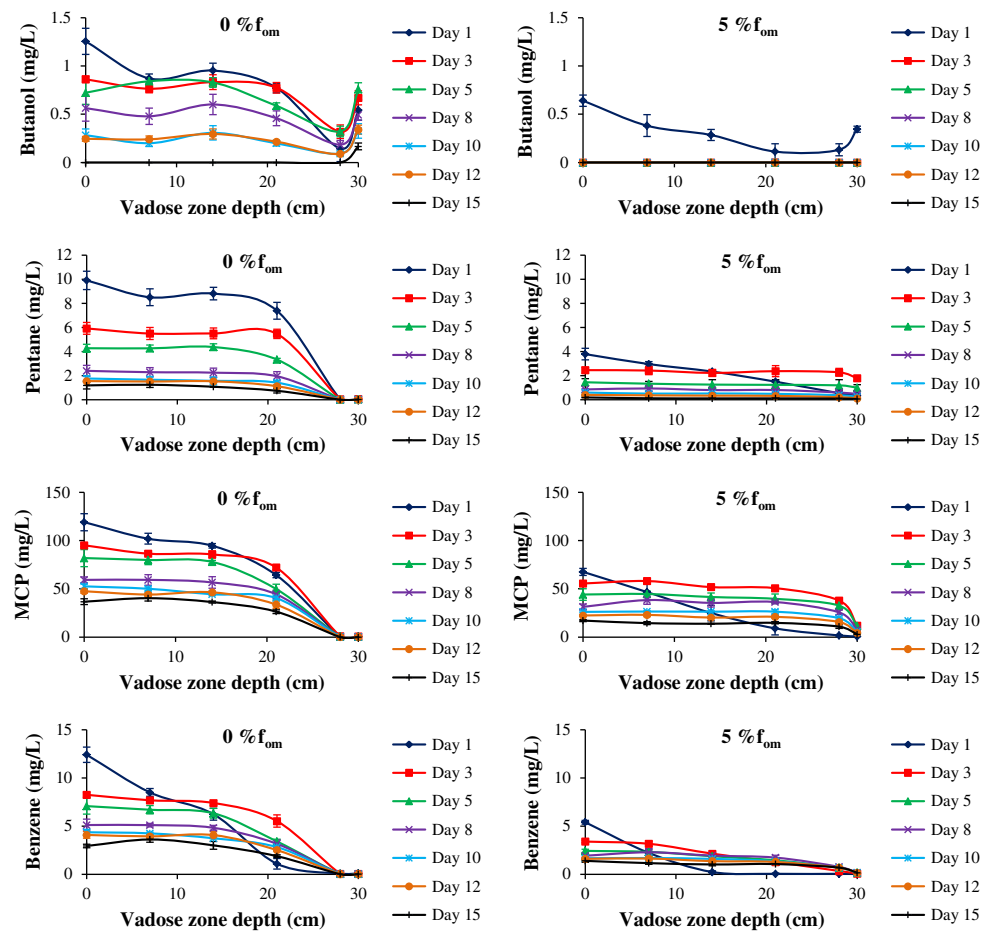 0 %fom
Butanol (mg/L)
1.5
1
0.5
0
0 10 20 30
Vadose zone depth (cm)
Day 1
Day 3
Day 5
Day 8
Day 10
Day 12
Day 15
5 %fom
Butanol (mg/L)
1.5
1
0.5
0
0 10 20 30
Vadose zone depth (cm)
Day 1
Day 3
Day 5
Day 8
Day 10
Day 12
Day 15
0 %fom
Pentane (mg/L)
12
10
8
6
4
2
0
0 10 20 30
Vadose zone depth (cm)
Day 1
Day 3
Day 5
Day 8
Day 10
Day 12
Day 15
5 %fom
Pentane (mg/L)
12
10
8
6
4
2
0
0 10 20 30
Vadose zone depth (cm)
Day 1
Day 3
Day 5
Day 8
Day 10
Day 12
Day 15
0 %fom
MCP (mg/L)
150
100
50
0
0 10 20 30
Vadose zone depth (cm)
Day 1
Day 3
Day 5
Day 8
Day 10
Day 12
Day 15
5 %fom
MCP (mg/L)
150
100
50
0
0 10 20 30
Vadose zone depth (cm)
Day 1
Day 3
Day 5
Day 8
Day 10
Day 12
Day 15
0 %fom
Benzene (mg/L)
15
10
5
0
0 10 20 30
Vadose zone depth (cm)
Day 1
Day 3
Day 5
Day 8
Day 10
Day 12
Day 15
5 %fom
Benzene (mg/L)
15
10
5
0
0 10 20 30
Vadose zone depth (cm)
Day 1
Day 3
Day 5
Day 8
Day 10
Day 12
Day 15